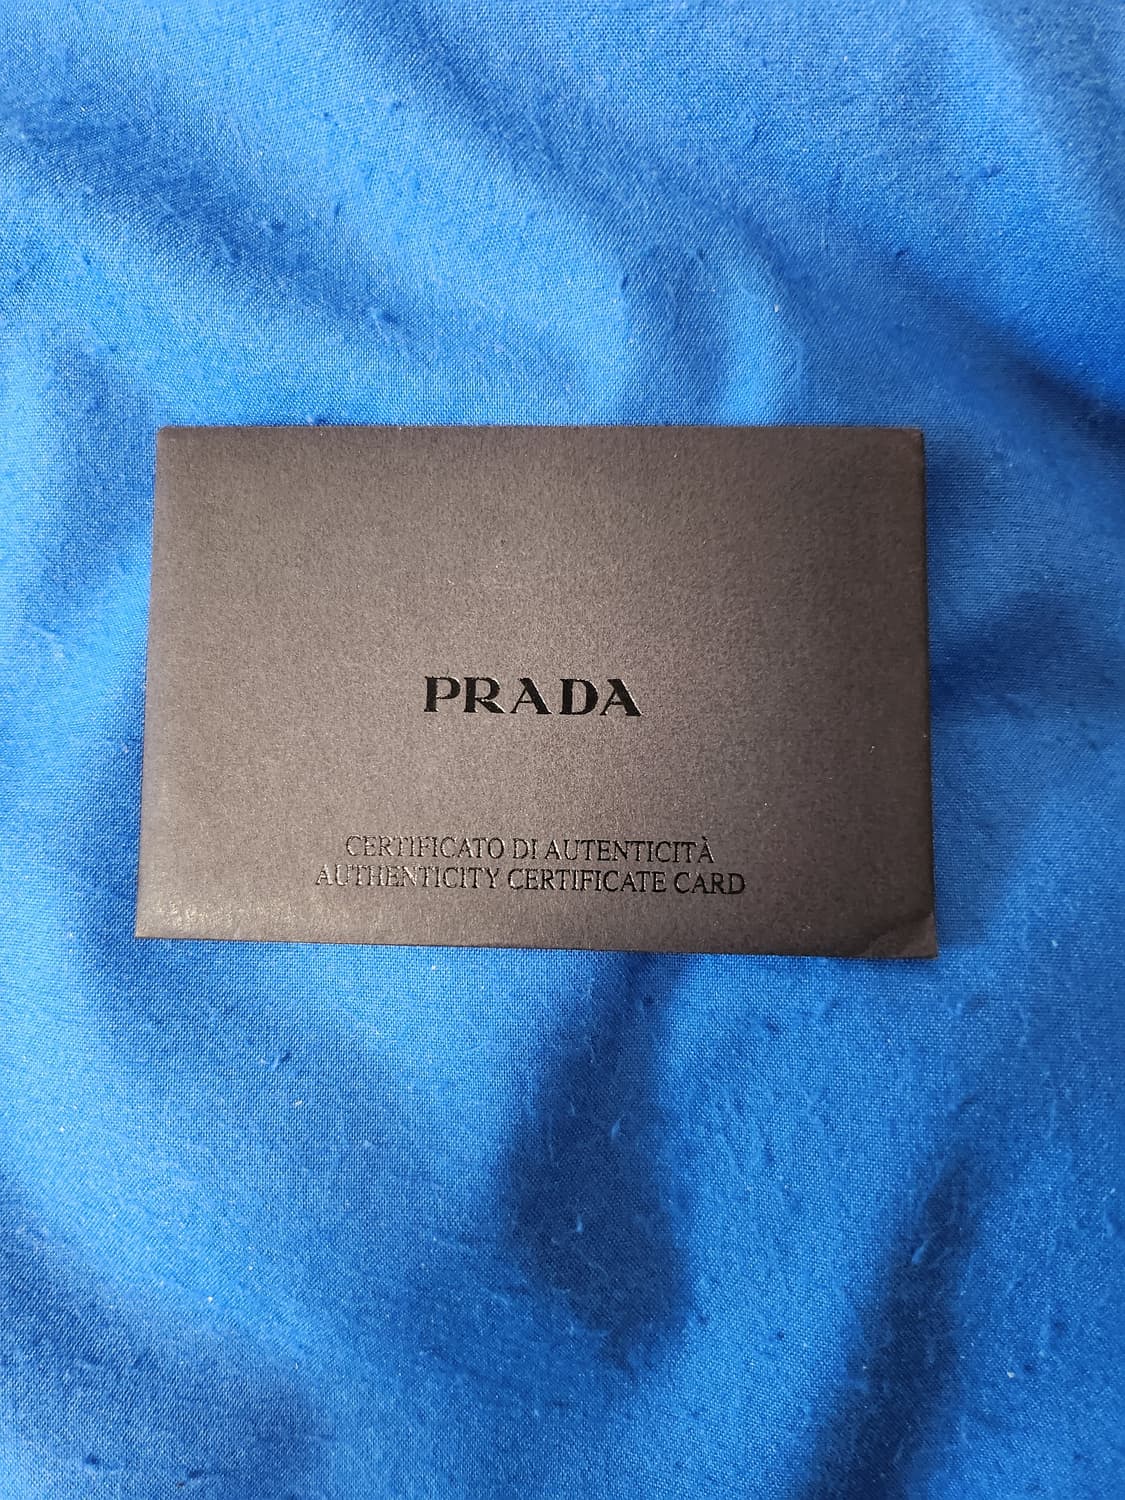 PRADA
CERTIFICATO DI AUTENTICITÀ
AUTHENTICITY CERTIFICATE CARD